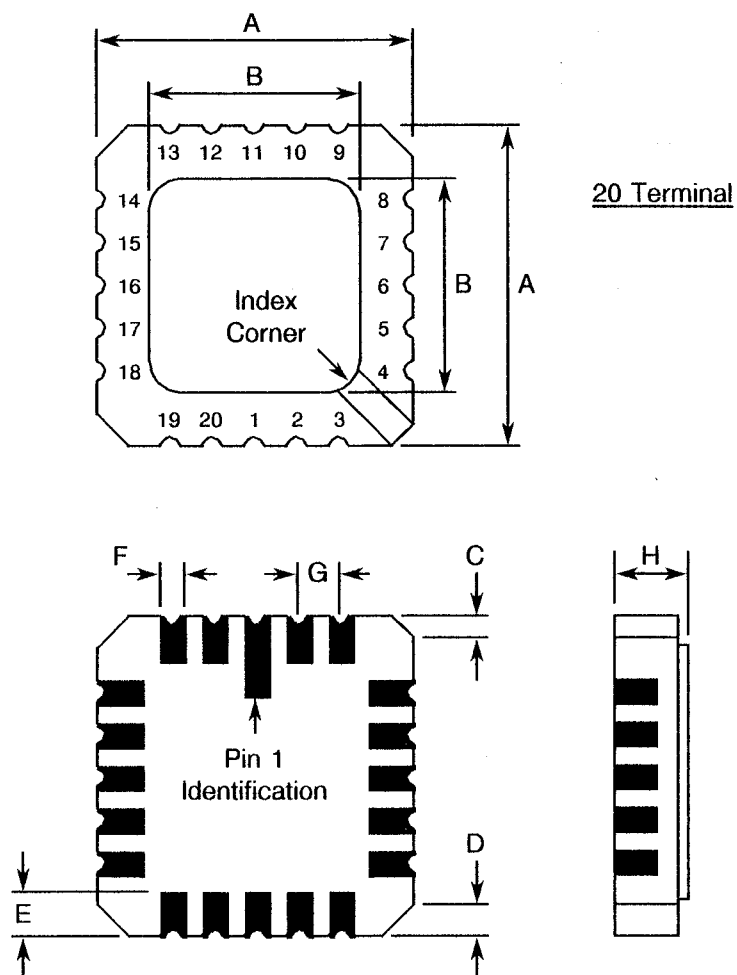 A
B
13 12 11 10 9
20 Terminal
14 8
15 7
16 6
17 5
18 4
B
A
Index
Corner
19 20 1 2 3
F
G
C
H
Pin 1
Identification
D
E